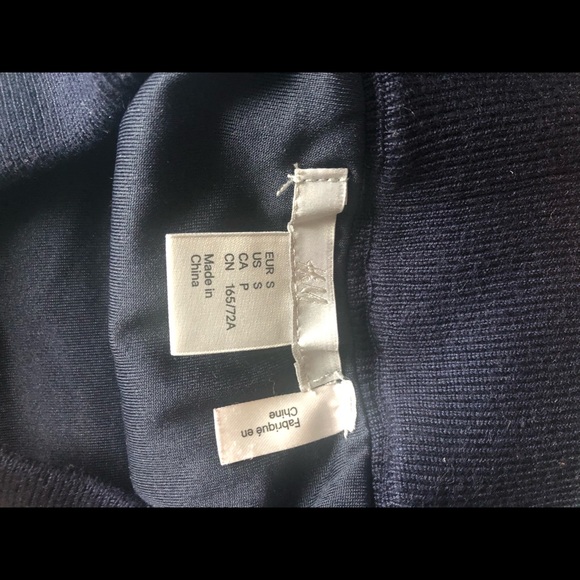 H&M
EUR S
US S
CA P
CN 165/72A
Made in
China
Fabriqué en
Chine